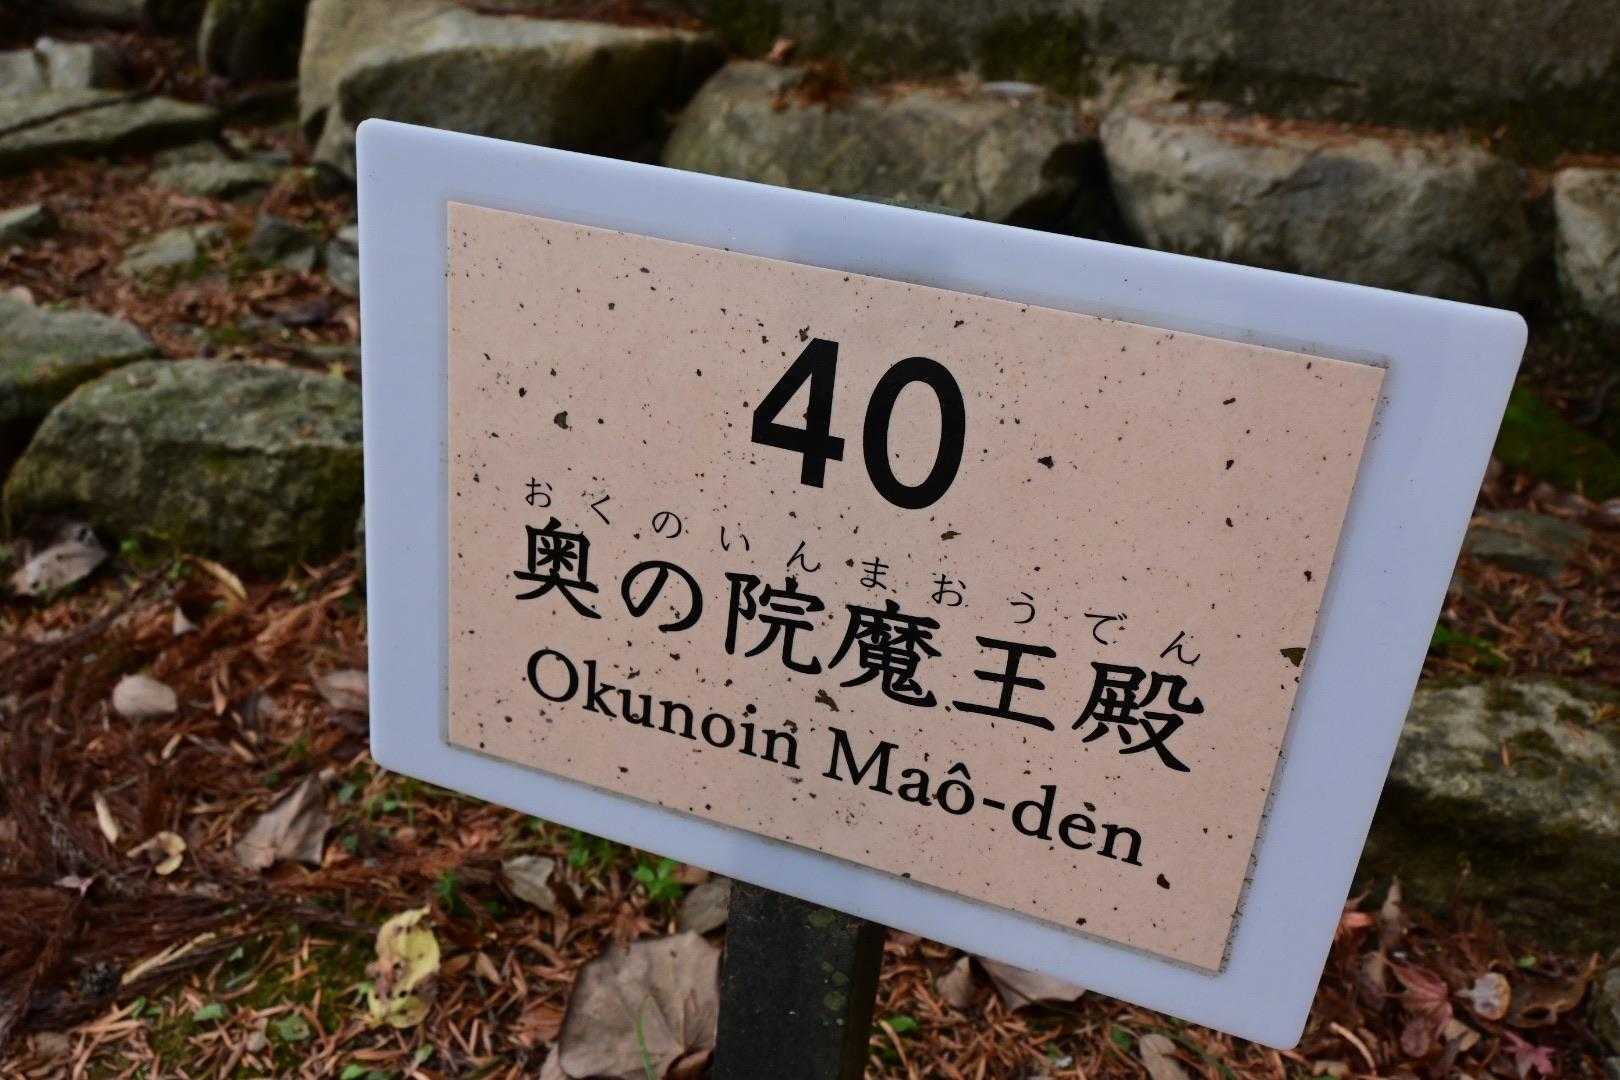 40
おくのいんまおうでん
奥の院魔王殿
Okunoin Maô-den